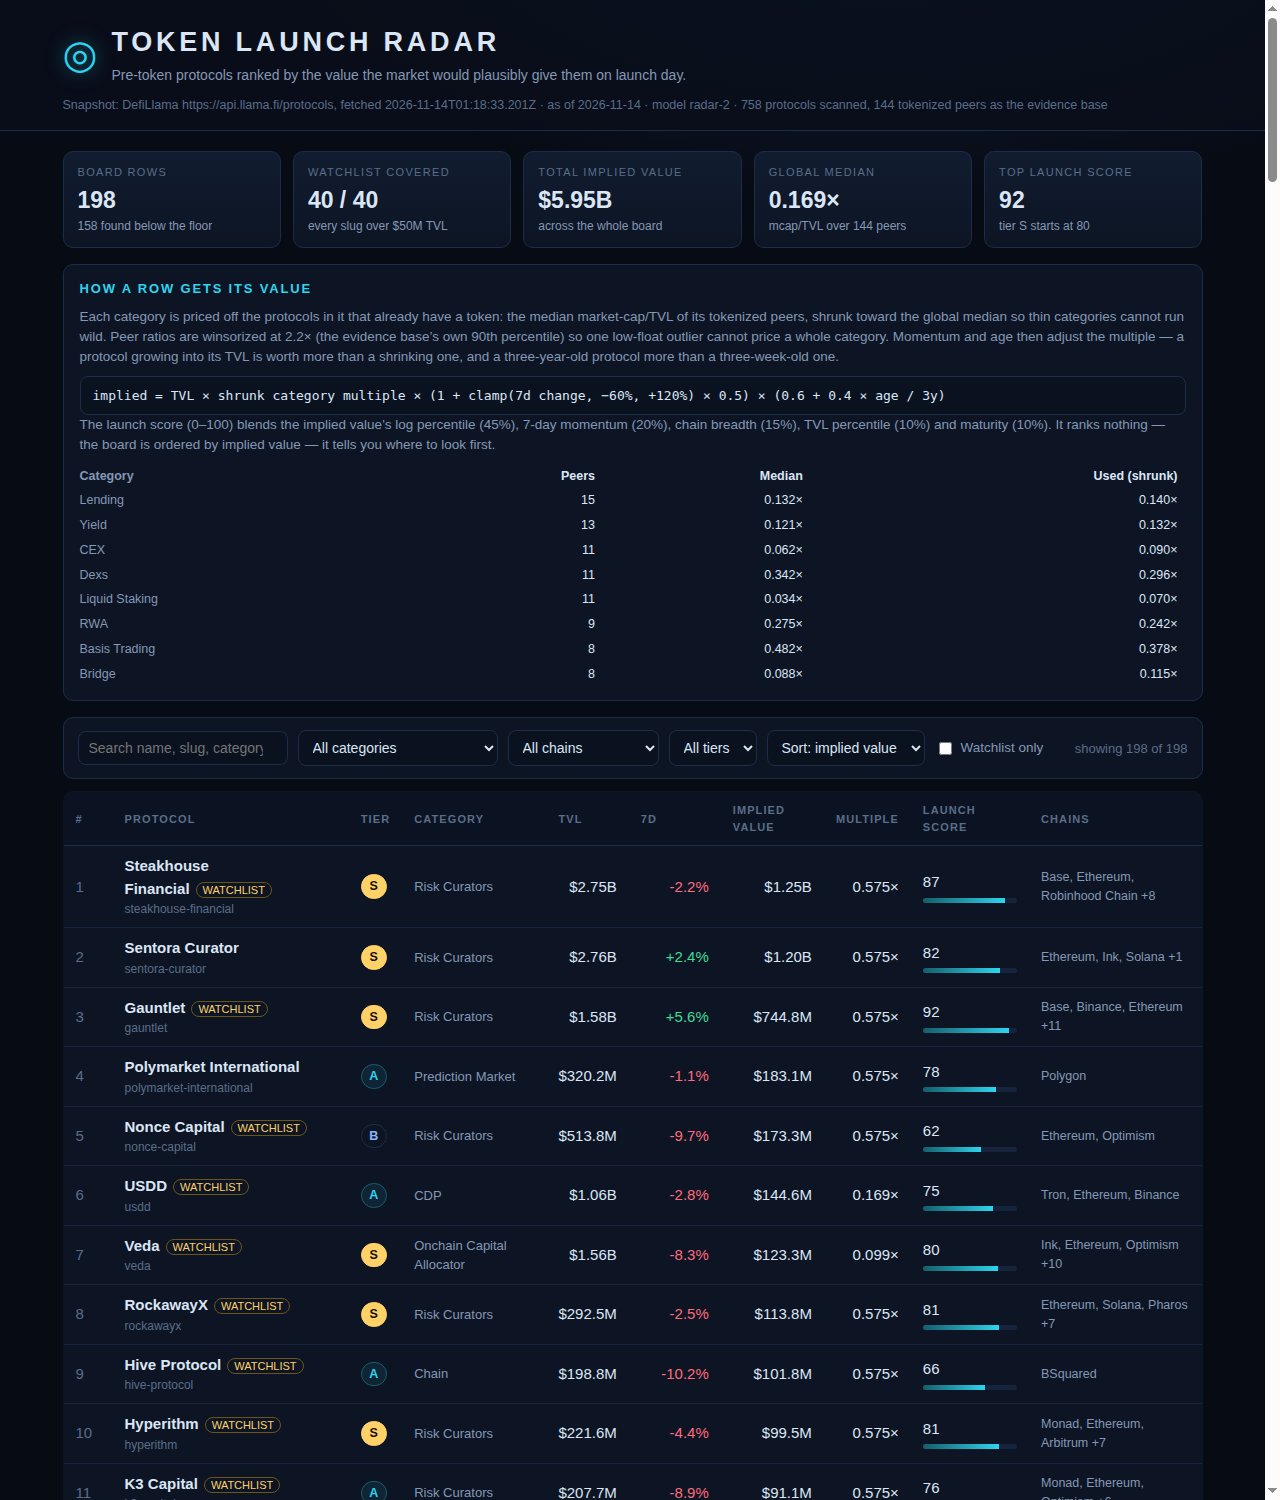 TOKEN LAUNCH RADAR
Pre-token protocols ranked by the value the market would plausibly give them on launch day.
Snapshot: DefiLlama https://api.llama.fi/protocols, fetched 2026-11-14T01:18:33.201Z · as of 2026-11-14 · model radar-2 · 758 protocols scanned, 144 tokenized peers as the evidence base
BOARD ROWS
198
158 found below the floor
WATCHLIST COVERED
40 / 40
every slug over $50M TVL
TOTAL IMPLIED VALUE
$5.95B
across the whole board
GLOBAL MEDIAN
0.169×
mcap/TVL over 144 peers
TOP LAUNCH SCORE
92
tier S starts at 80
HOW A ROW GETS ITS VALUE
Each category is priced off the protocols in it that already have a token: the median market-cap/TVL of its tokenized peers, shrunk toward the global median so thin categories cannot run
wild. Peer ratios are winsorized at 2.2× (the evidence base’s own 90th percentile) so one low-float outlier cannot price a whole category. Momentum and age then adjust the multiple — a
protocol growing into its TVL is worth more than a shrinking one, and a three-year-old protocol more than a three-week-old one.
implied = TVL × shrunk category multiple × (1 + clamp(7d change, −60%, +120%) × 0.5) × (0.6 + 0.4 × age / 3y)
The launch score (0–100) blends the implied value’s log percentile (45%), 7-day momentum (20%), chain breadth (15%), TVL percentile (10%) and maturity (10%). It ranks nothing —
the board is ordered by implied value — it tells you where to look first.
Category Peers Median Used (shrunk)
Lending 15 0.132× 0.140×
Yield 13 0.121× 0.132×
CEX 11 0.062× 0.090×
Dexs 11 0.342× 0.296×
Liquid Staking 11 0.034× 0.070×
RWA 9 0.275× 0.242×
Basis Trading 8 0.482× 0.378×
Bridge 8 0.088× 0.115×
Search name, slug, category All categories All chains All tiers Sort: implied value Watchlist only showing 198 of 198
# PROTOCOL TIER CATEGORY TVL 7D IMPLIED VALUE MULTIPLE LAUNCH SCORE CHAINS
1 Steakhouse Financial WATCHLIST steakhouse-financial S Risk Curators $2.75B -2.2% $1.25B 0.575× 87 Base, Ethereum, Robinhood Chain +8
2 Sentora Curator sentora-curator S Risk Curators $2.76B +2.4% $1.20B 0.575× 82 Ethereum, Ink, Solana +1
3 Gauntlet WATCHLIST gauntlet S Risk Curators $1.58B +5.6% $744.8M 0.575× 92 Base, Binance, Ethereum +11
4 Polymarket International polymarket-international A Prediction Market $320.2M -1.1% $183.1M 0.575× 78 Polygon
5 Nonce Capital WATCHLIST nonce-capital B Risk Curators $513.8M -9.7% $173.3M 0.575× 62 Ethereum, Optimism
6 USDD WATCHLIST usdd A CDP $1.06B -2.8% $144.6M 0.169× 75 Tron, Ethereum, Binance
7 Veda WATCHLIST veda S Onchain Capital Allocator $1.56B -8.3% $123.3M 0.099× 80 Ink, Ethereum, Optimism +10
8 RockawayX WATCHLIST rockawayx S Risk Curators $292.5M -2.5% $113.8M 0.575× 81 Ethereum, Solana, Pharos +7
9 Hive Protocol WATCHLIST hive-protocol A Chain $198.8M -10.2% $101.8M 0.575× 66 BSquared
10 Hyperithm WATCHLIST hyperithm S Risk Curators $221.6M -4.4% $99.5M 0.575× 81 Monad, Ethereum, Arbitrum +7
11 K3 Capital WATCHLIST A Risk Curators $207.7M -8.9% $91.1M 0.575× 76 Monad, Ethereum,